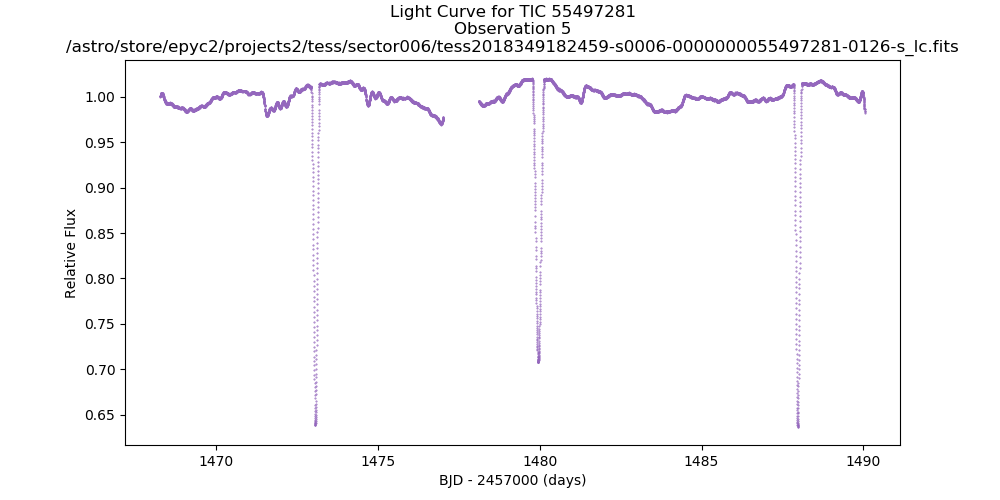 Light Curve for TIC 55497281
Observation 5
/astro/store/epyc2/projects2/tess/sector006/tess2018349182459-s0006-0000000055497281-0126-s_lc.fits
1.00
0.95
0.90
0.85
0.80
0.75
0.70
0.65
Relative Flux
1470
1475
1480
1485
1490
BJD - 2457000 (days)